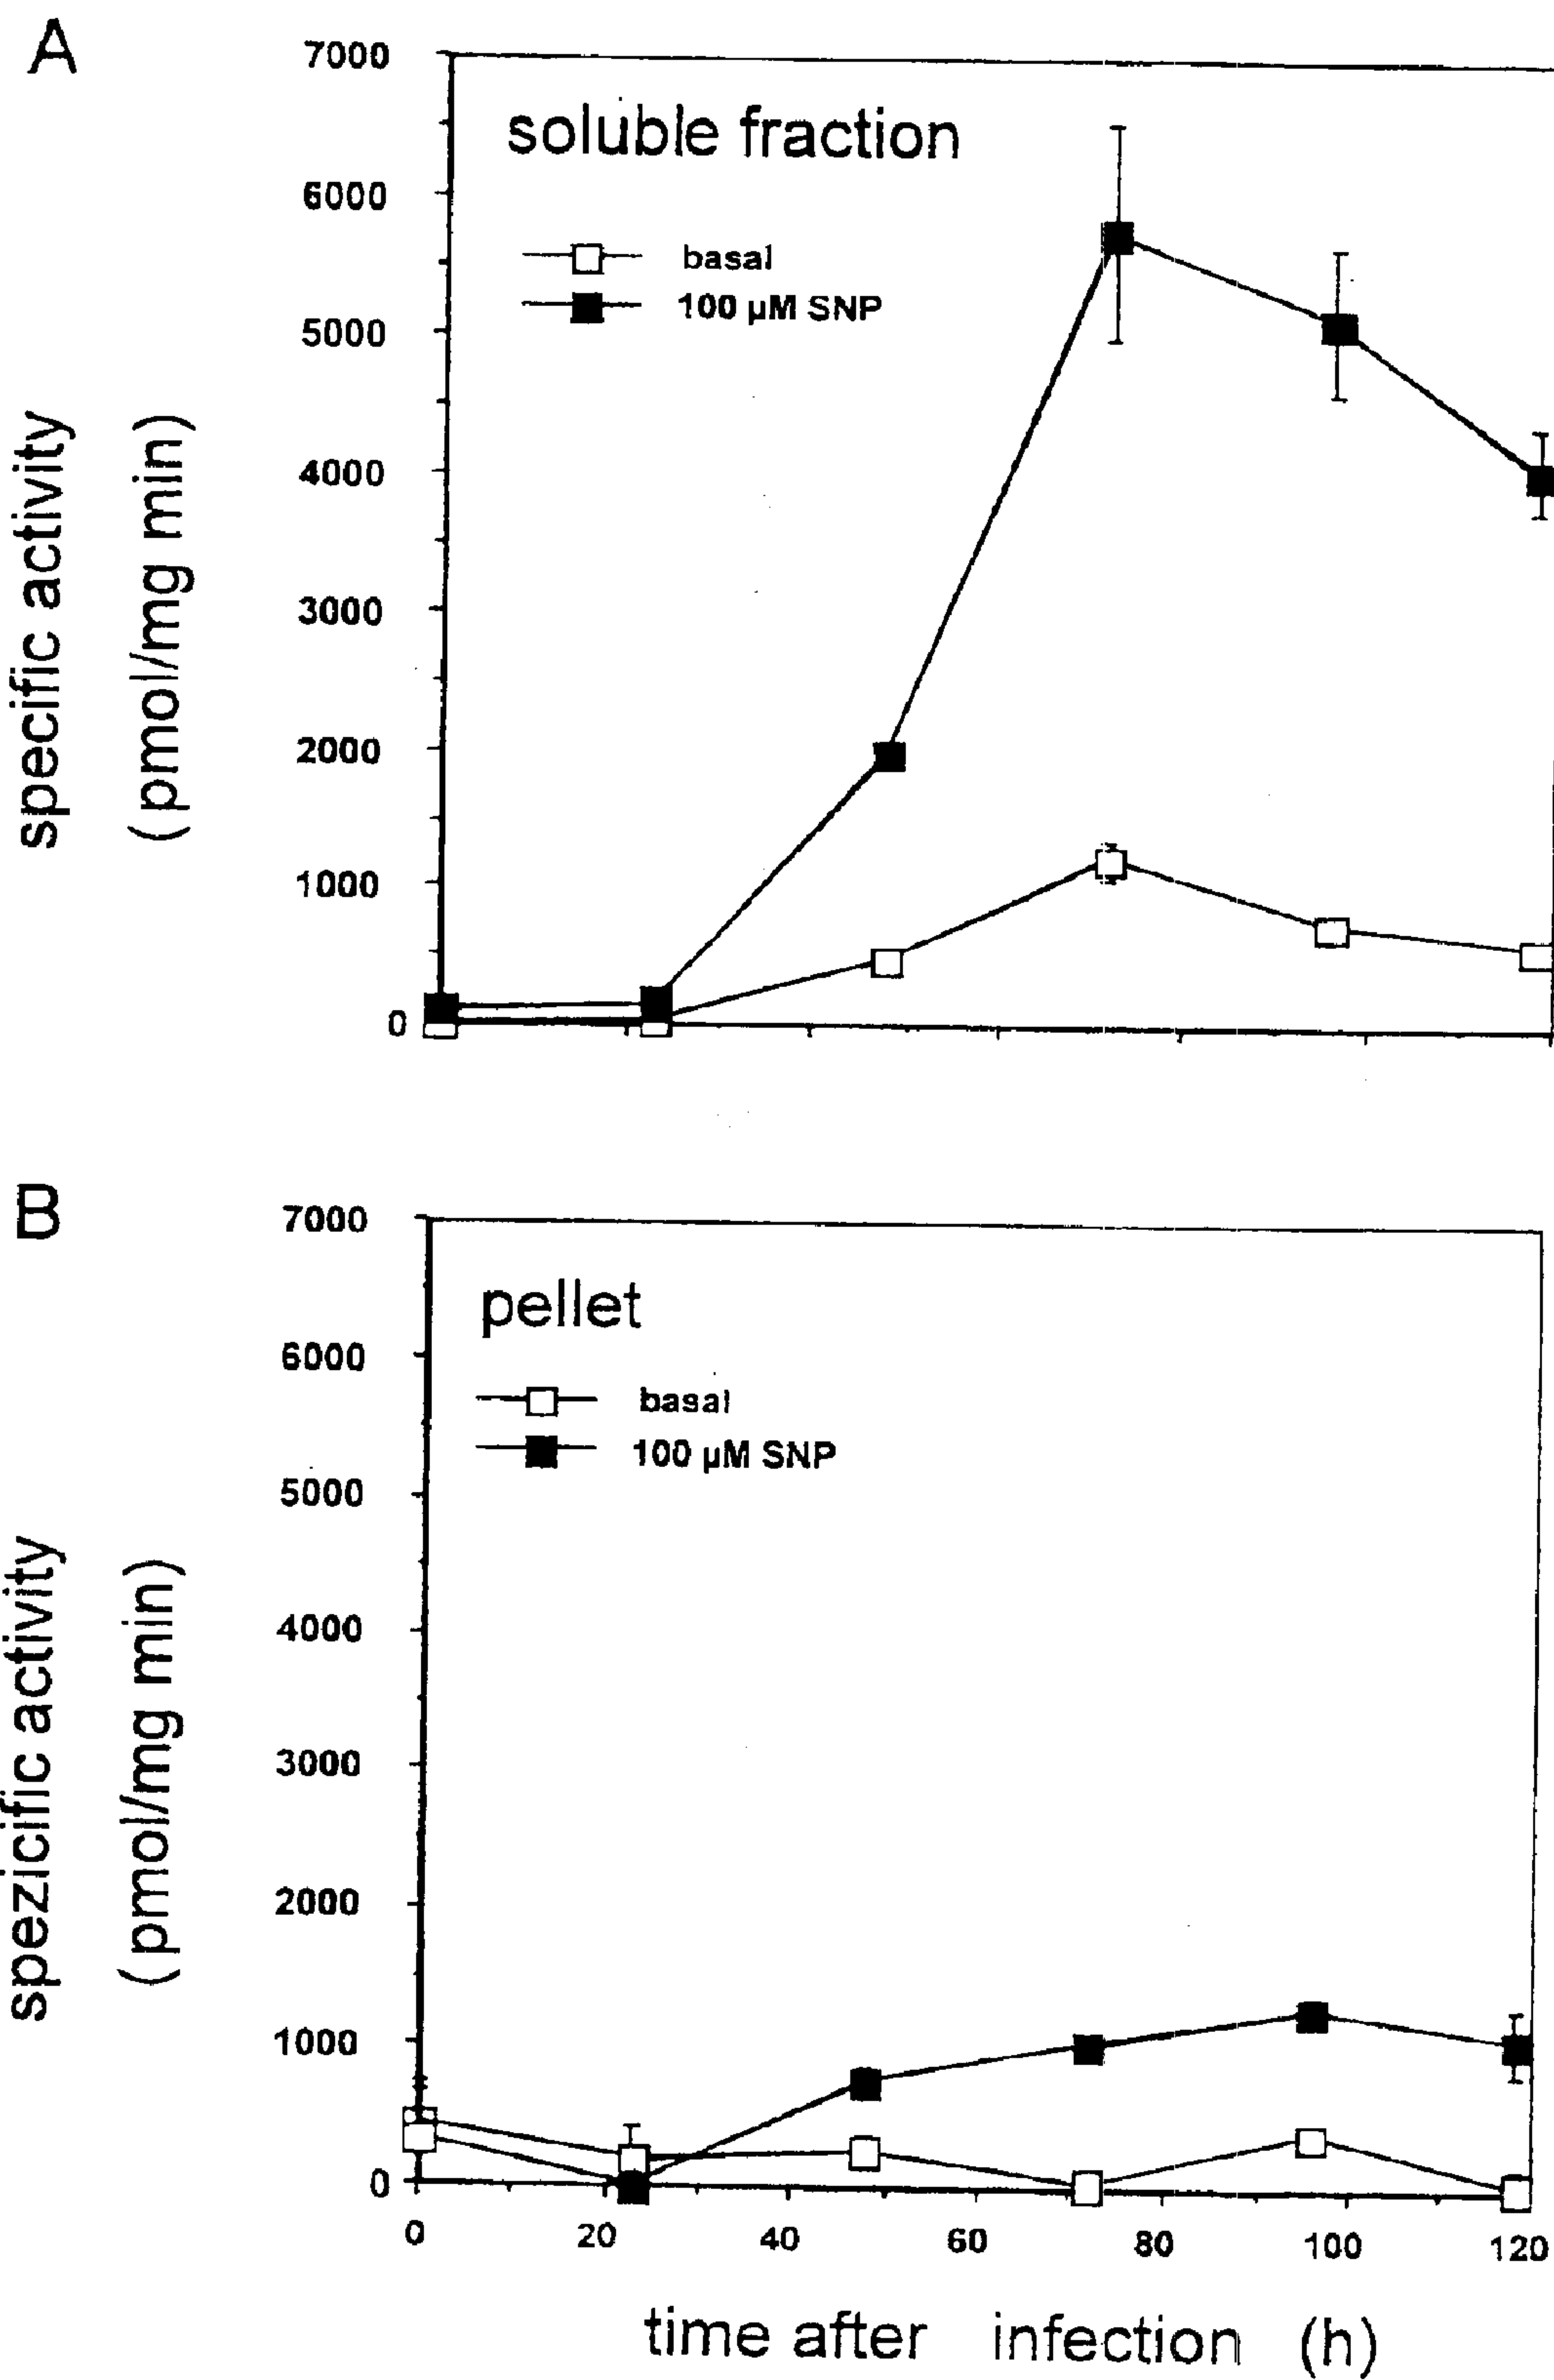 A
7000
6000
5000
4000
3000
2000
1000
0
soluble fraction
basal
100 µM SNP
specific activity
(pmol/mg min)
B
7000
6000
5000
4000
3000
2000
1000
0
pellet
basal
100 µM SNP
spezicific activity
(pmol/mg min)
0 20 40 60 80 100 120
time after infection (h)